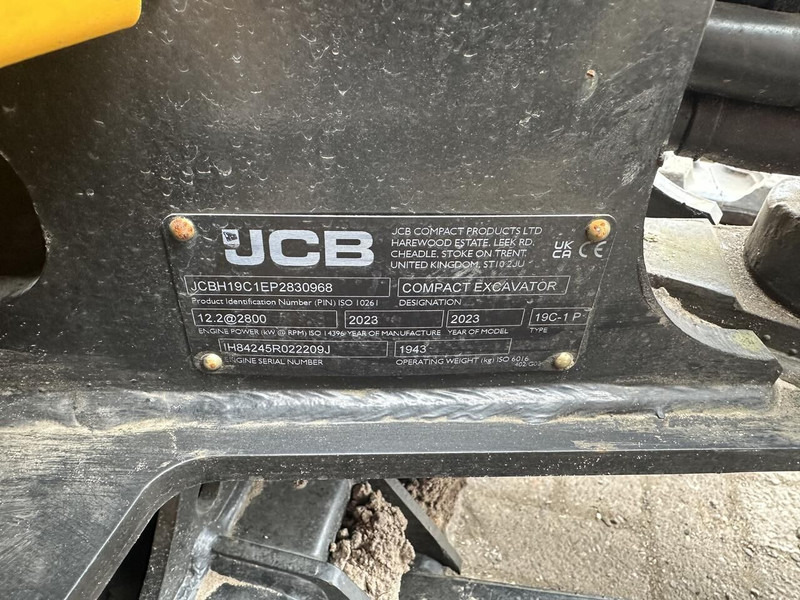 JCB
JCB COMPACT PRODUCTS LTD
HAREWOOD ESTATE, LEEK RD.
CHEADLE, STOKE ON TRENT,
UNITED KINGDOM, ST10 2JU
UK
CA CE
JCBH19C1EP2830968 COMPACT EXCAVATOR
Product Identification Number (PIN) ISO 10261 DESIGNATION
12.2@2800 2023 2023 19C-1 P
ENGINE POWER (kW @ RPM) ISO 14396 YEAR OF MANUFACTURE YEAR OF MODEL TYPE
IH84245R022209J 1943
ENGINE SERIAL NUMBER OPERATING WEIGHT (kg) ISO 6016